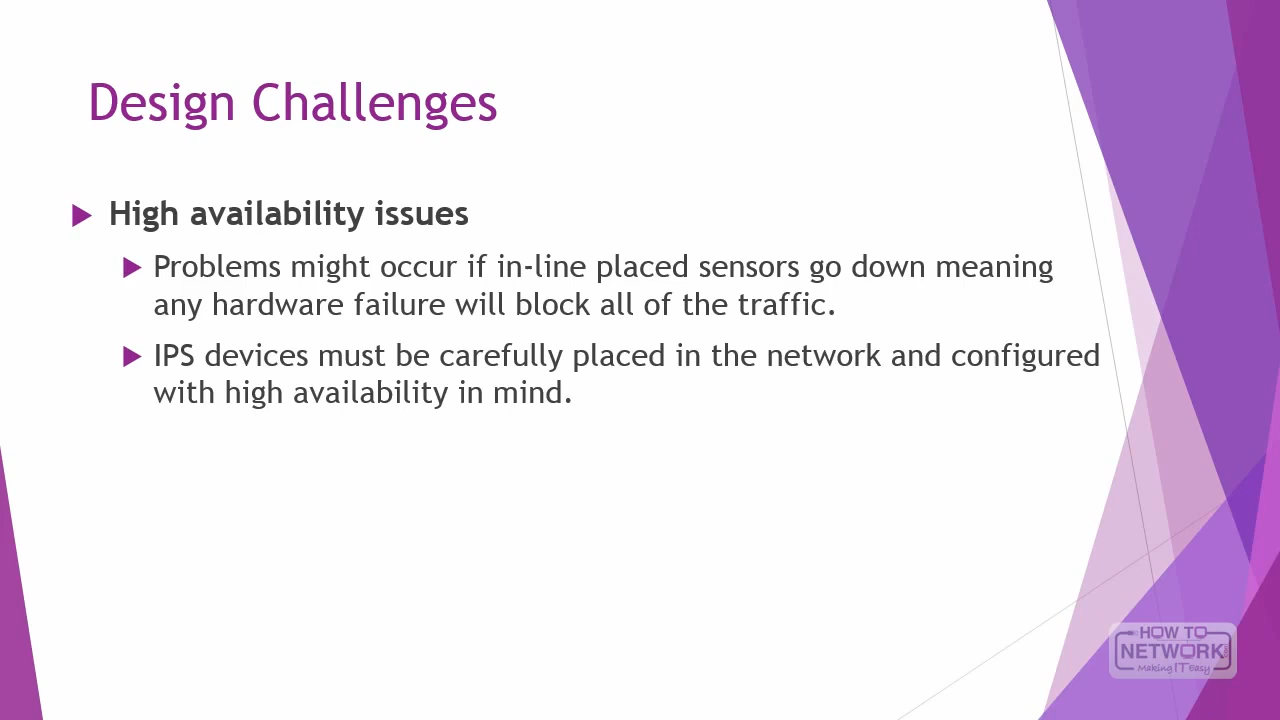 Design Challenges
High availability issues
Problems might occur if in-line placed sensors go down meaning
any hardware failure will block all of the traffic.
IPS devices must be carefully placed in the network and configured
with high availability in mind.
HOW TO
NETWORK
Making IT Easy